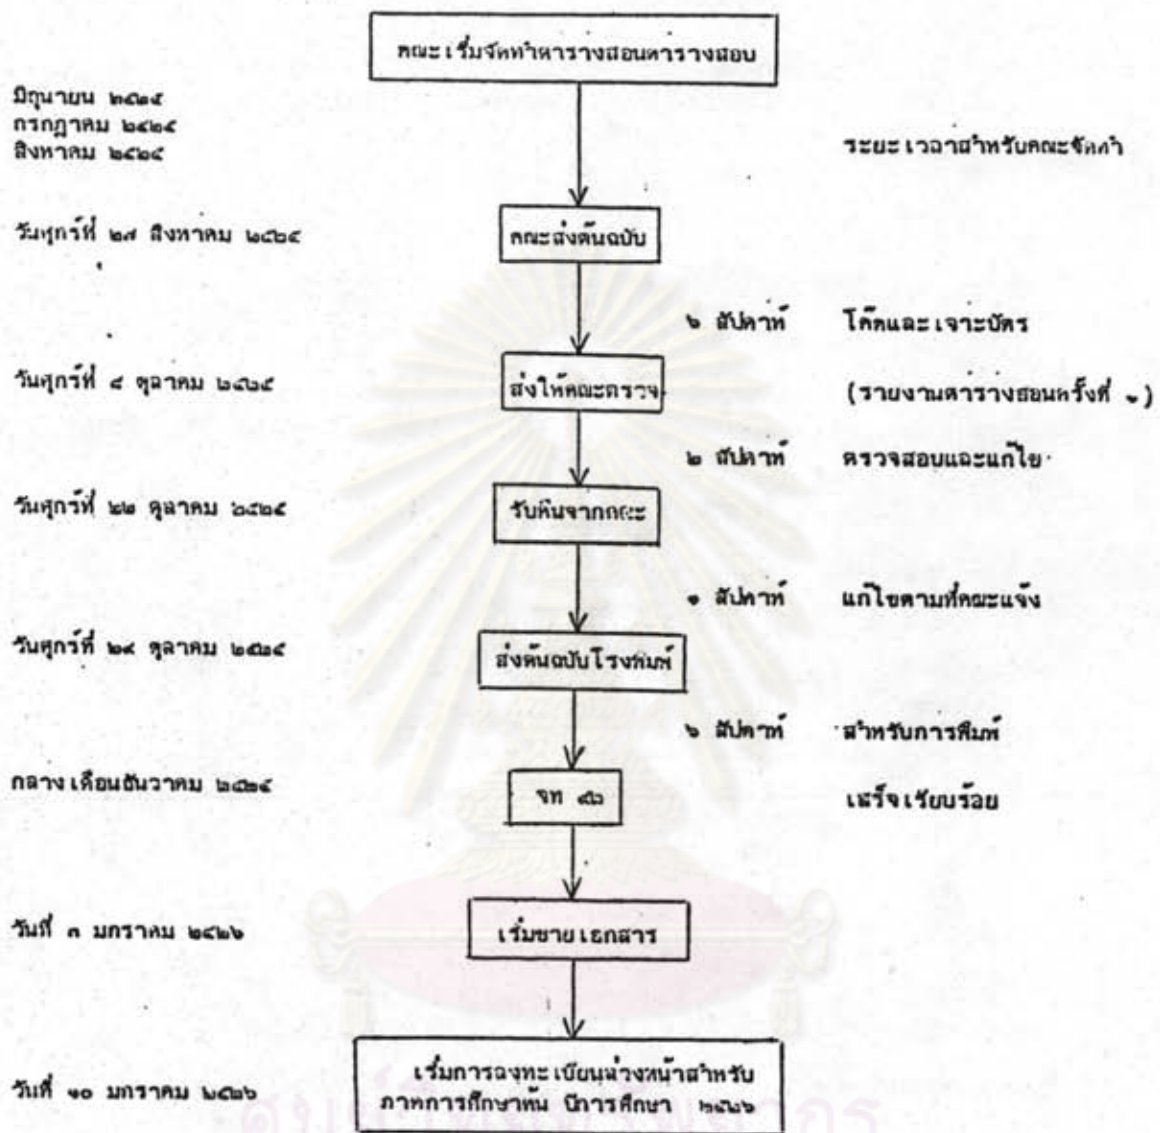 คณะเริ่มจัดทำตารางสอนตารางสอบ
มิถุนายน ๒๕๒๕
กรกฎาคม ๒๕๒๕
สิงหาคม ๒๕๒๕
ระยะเวลาสำหรับคณะจัดทำ
วันศุกร์ที่ ๒๗ สิงหาคม ๒๕๒๕
คณะส่งต้นฉบับ
๖ สัปดาห์ โค๊ดและเจาะบัตร
วันศุกร์ที่ ๘ ตุลาคม ๒๕๒๕
ส่งให้คณะตรวจ
(รายงานตารางสอนครั้งที่ ๑)
๒ สัปดาห์ ตรวจสอบและแก้ไข
วันศุกร์ที่ ๒๒ ตุลาคม ๒๕๒๕
รับคืนจากคณะ
๑ สัปดาห์ แก้ไขตามที่คณะแจ้ง
วันศุกร์ที่ ๒๙ ตุลาคม ๒๕๒๕
ส่งต้นฉบับโรงพิมพ์
๖ สัปดาห์ สำหรับการพิมพ์
กลางเดือนธันวาคม ๒๕๒๕
จท
เสร็จเรียบร้อย
วันที่ ๓ มกราคม ๒๕๒๖
เริ่มขายเอกสาร
วันที่ ๑๐ มกราคม ๒๕๒๖
เริ่มการลงทะเบียนล่วงหน้าสำหรับ
ภาคการศึกษาต้น ปีการศึกษา ๒๕๒๖
ศูนย์วิทยทรัพยากร